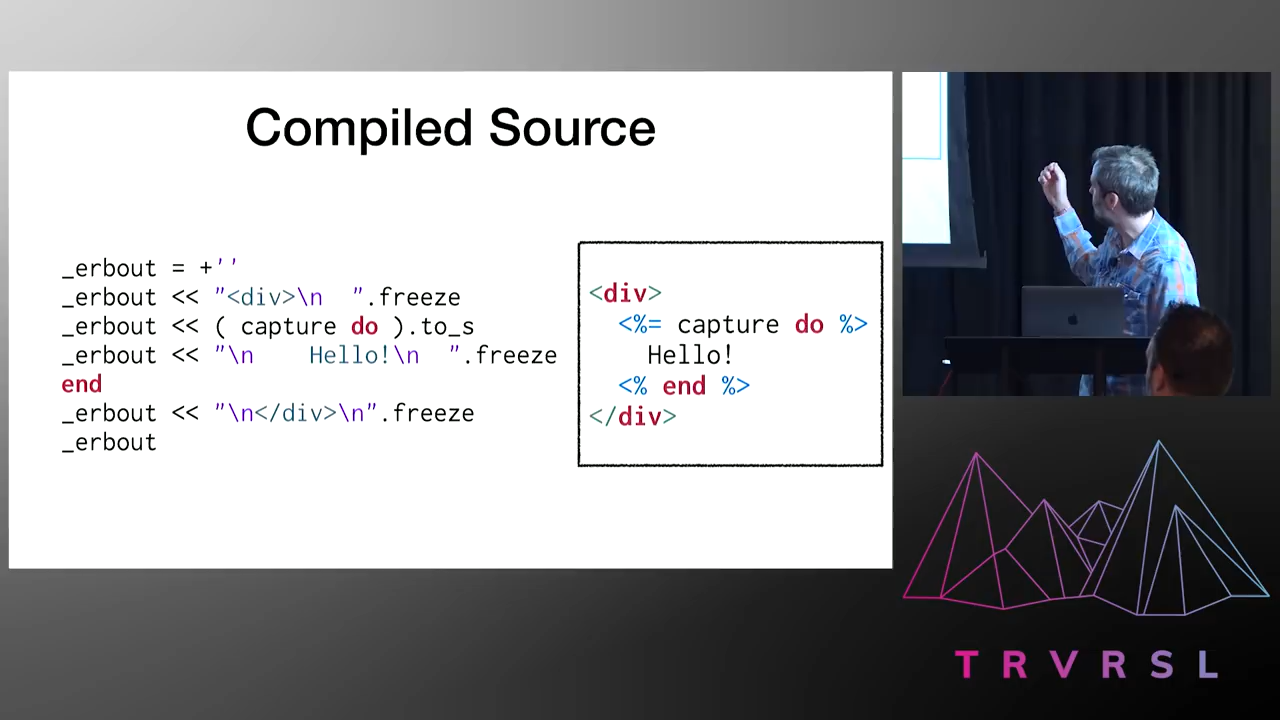 Compiled Source
_erbout = +''
_erbout << "<div>\n  ".freeze
_erbout << ( capture do ).to_s
_erbout << "\n    Hello!\n  ".freeze
end
_erbout << "\n</div>\n".freeze
_erbout
<div>
  <%= capture do %>
    Hello!
  <% end %>
</div>
TRVRSL